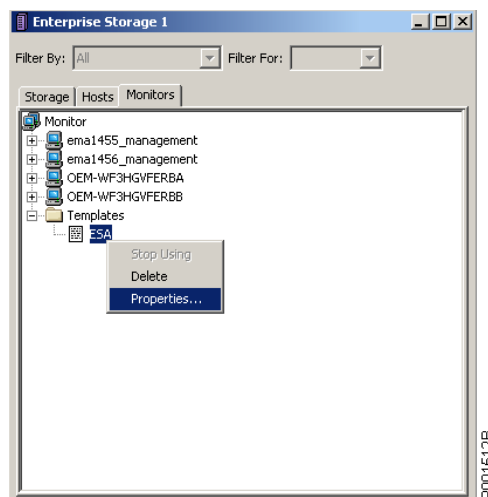 Enterprise Storage 1
Filter By: All Filter For:
Storage Hosts Monitors
Monitor
ema1455_management
ema1456_management
OEM-WF3HGVFERBA
OEM-WF3HGVFERBB
Templates
ESA
Stop Using
Delete
Properties...